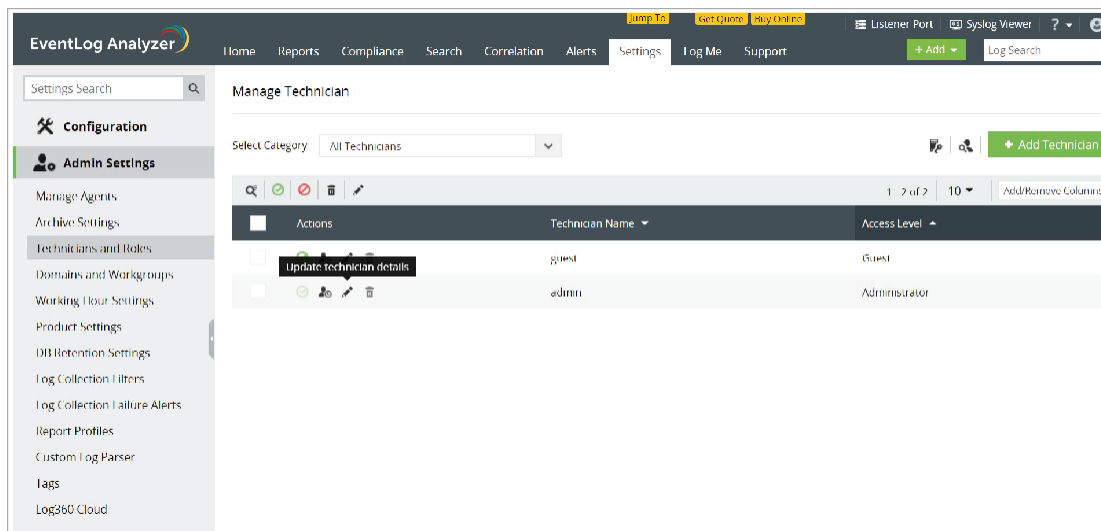 Jump To Get Quote Buy Online Listener Port Syslog Viewer ?
EventLog Analyzer
Home Reports Compliance Search Correlation Alerts Settings Log Me Support + Add Log Search
Settings Search
Manage Technician
Configuration
Select Category All Technicians + Add Technician
Admin Settings
Manage Agents
1 2 of 2 10 Add/Remove Columns
Archive Settings
Actions Technician Name Access Level
Technicians and Roles
guest Guest
Update technician details
Domains and Workgroups
admin Administrator
Working Hour Settings
Product Settings
DB Retention Settings
Log Collection Filters
Log Collection Failure Alerts
Report Profiles
Custom Log Parser
Tags
Log360 Cloud